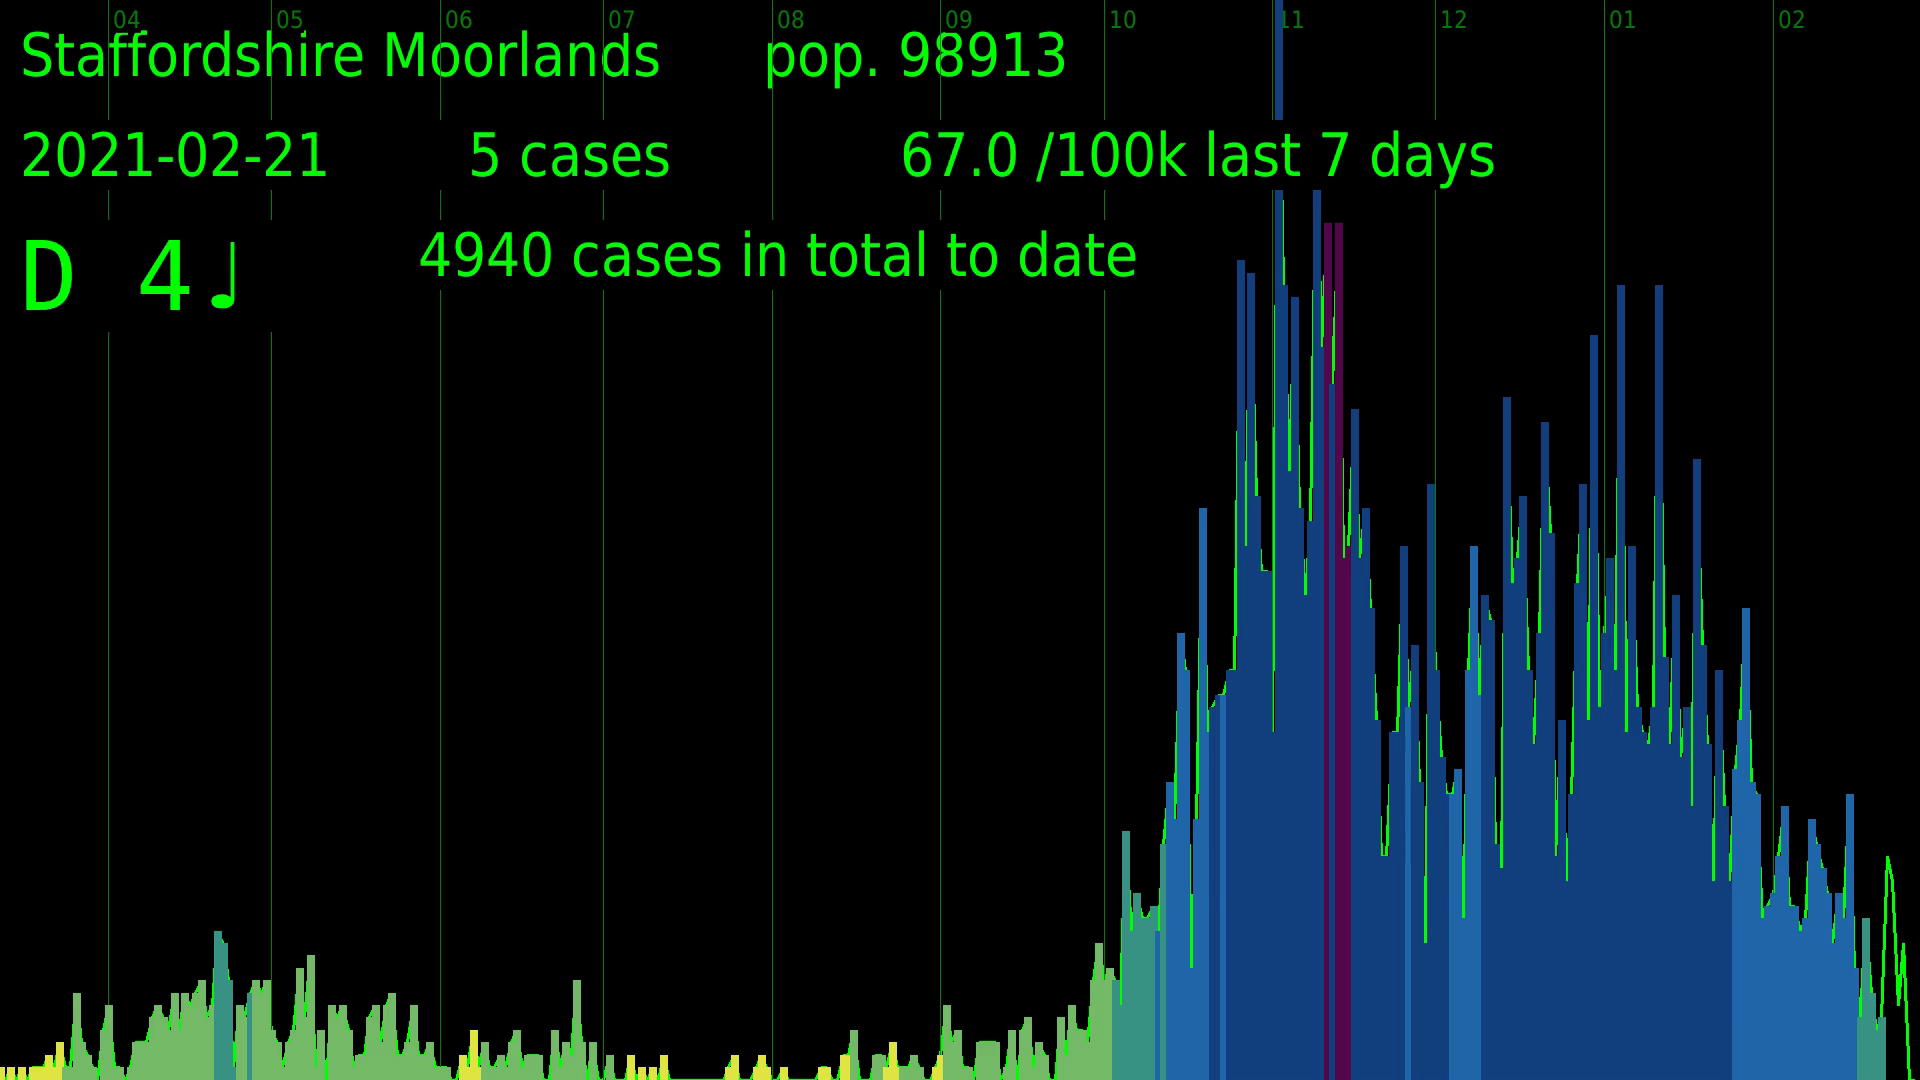 04 05 06 07 08 09 10 11 12 01 02
Staffordshire Moorlands pop. 98913
2021-02-21 5 cases 67.0 /100k last 7 days
D 4♩ 4940 cases in total to date